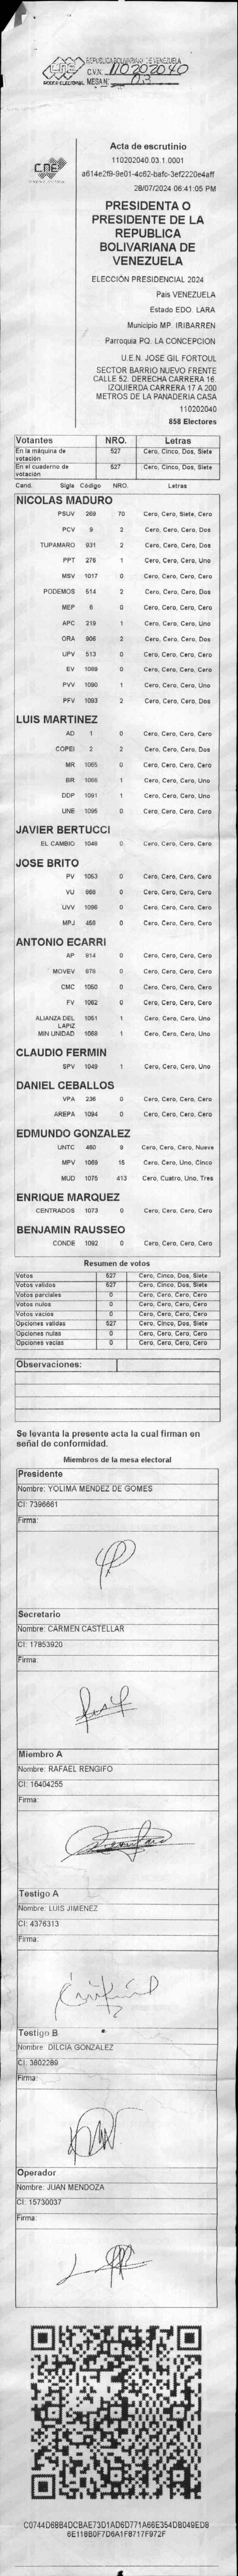 REPUBLICA BOLIVARIANA DE VENEZUELA
CNE
C.V.N: 110202040
PODER ELECTORAL MESA N° 03
CNE
Acta de escrutinio
110202040.03.1.0001
a614e2f9-9e01-4c62-bafc-3ef2220e4aff
28/07/2024 06:41:05 PM
PRESIDENTA O
PRESIDENTE DE LA
REPUBLICA
BOLIVARIANA DE
VENEZUELA
ELECCIÓN PRESIDENCIAL 2024
Pais VENEZUELA
Estado EDO. LARA
Municipio MP. IRIBARREN
Parroquia PQ. LA CONCEPCION
U.E.N. JOSE GIL FORTOUL
SECTOR BARRIO NUEVO FRENTE
CALLE 52. DERECHA CARRERA 16.
IZQUIERDA CARRERA 17 A 200
METROS DE LA PANADERIA CASA
110202040
858 Electores
Votantes NRO. Letras
En la máquina de votación 527 Cero, Cinco, Dos, Siete
En el cuaderno de votación 527 Cero, Cinco, Dos, Siete
Cand. Sigla Código NRO. Letras
NICOLAS MADURO
PSUV 269 70 Cero, Cero, Siete, Cero
PCV 9 2 Cero, Cero, Cero, Dos
TUPAMARO 931 2 Cero, Cero, Cero, Dos
PPT 276 1 Cero, Cero, Cero, Uno
MSV 1017 0 Cero, Cero, Cero, Cero
PODEMOS 514 2 Cero, Cero, Cero, Dos
MEP 6 0 Cero, Cero, Cero, Cero
APC 219 1 Cero, Cero, Cero, Uno
ORA 906 2 Cero, Cero, Cero, Dos
UPV 513 0 Cero, Cero, Cero, Cero
EV 1089 0 Cero, Cero, Cero, Cero
PVV 1090 1 Cero, Cero, Cero, Uno
PFV 1093 2 Cero, Cero, Cero, Dos
LUIS MARTINEZ
AD 1 0 Cero, Cero, Cero, Cero
COPEI 2 2 Cero, Cero, Cero, Dos
MR 1065 0 Cero, Cero, Cero, Cero
BR 1066 1 Cero, Cero, Cero, Uno
DDP 1091 1 Cero, Cero, Cero, Uno
UNE 1095 0 Cero, Cero, Cero, Cero
JAVIER BERTUCCI
EL CAMBIO 1046 0 Cero, Cero, Cero, Cero
JOSE BRITO
PV 1053 0 Cero, Cero, Cero, Cero
VU 968 0 Cero, Cero, Cero, Cero
UVV 1096 0 Cero, Cero, Cero, Cero
MPJ 456 0 Cero, Cero, Cero, Cero
ANTONIO ECARRI
AP 914 0 Cero, Cero, Cero, Cero
MOVEV 978 0 Cero, Cero, Cero, Cero
CMC 1050 0 Cero, Cero, Cero, Cero
FV 1062 0 Cero, Cero, Cero, Cero
ALIANZA DEL LAPIZ 1051 1 Cero, Cero, Cero, Uno
MIN UNIDAD 1068 1 Cero, Cero, Cero, Uno
CLAUDIO FERMIN
SPV 1049 1 Cero, Cero, Cero, Uno
DANIEL CEBALLOS
VPA 236 0 Cero, Cero, Cero, Cero
AREPA 1094 0 Cero, Cero, Cero, Cero
EDMUNDO GONZALEZ
UNTC 460 9 Cero, Cero, Cero, Nueve
MPV 1069 15 Cero, Cero, Uno, Cinco
MUD 1075 413 Cero, Cuatro, Uno, Tres
ENRIQUE MARQUEZ
CENTRADOS 1073 0 Cero, Cero, Cero, Cero
BENJAMIN RAUSSEO
CONDE 1092 0 Cero, Cero, Cero, Cero
Resumen de votos
Votos 527 Cero, Cinco, Dos, Siete
Votos validos 527 Cero, Cinco, Dos, Siete
Votos parciales 0 Cero, Cero, Cero, Cero
Votos nulos 0 Cero, Cero, Cero, Cero
Votos vacios 0 Cero, Cero, Cero, Cero
Opciones validas 527 Cero, Cinco, Dos, Siete
Opciones nulas 0 Cero, Cero, Cero, Cero
Opciones vacias 0 Cero, Cero, Cero, Cero
Observaciones:
Se levanta la presente acta la cual firman en
señal de conformidad.
Miembros de la mesa electoral
Presidente
Nombre: YOLIMA MENDEZ DE GOMES
CI: 7396661
Firma:
Secretario
Nombre: CARMEN CASTELLAR
CI: 17853920
Firma:
Miembro A
Nombre: RAFAEL RENGIFO
CI: 16404255
Firma:
Testigo A
Nombre: LUIS JIMENEZ
CI: 4376313
Firma:
Testigo B
Nombre: DILCIA GONZALEZ
CI: 3802289
Firma:
Operador
Nombre: JUAN MENDOZA
CI: 15730037
Firma:
C0744D68B4DCBAE73D1AD6D771A66E354DB049ED8
6E118B0F7D6A1F8717F972F